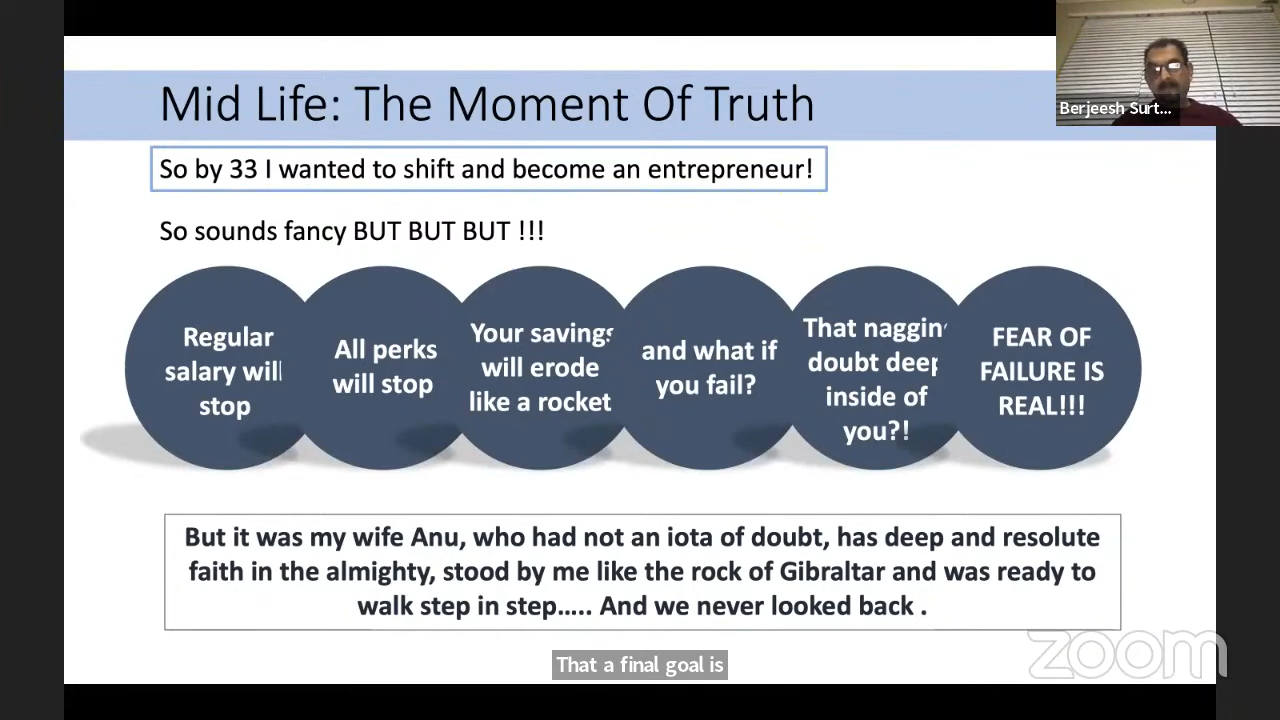 Mid Life: The Moment Of Truth
Berjeesh Surt...
So by 33 I wanted to shift and become an entrepreneur!
So sounds fancy BUT BUT BUT !!!
Regular
salary will
stop
All perks
will stop
Your savings
will erode
like a rocket
and what if
you fail?
That naggin
doubt deep
inside of
you?!
FEAR OF
FAILURE IS
REAL!!!
But it was my wife Anu, who had not an iota of doubt, has deep and resolute
faith in the almighty, stood by me like the rock of Gibraltar and was ready to
walk step in step..... And we never looked back .
That a final goal is
zoom